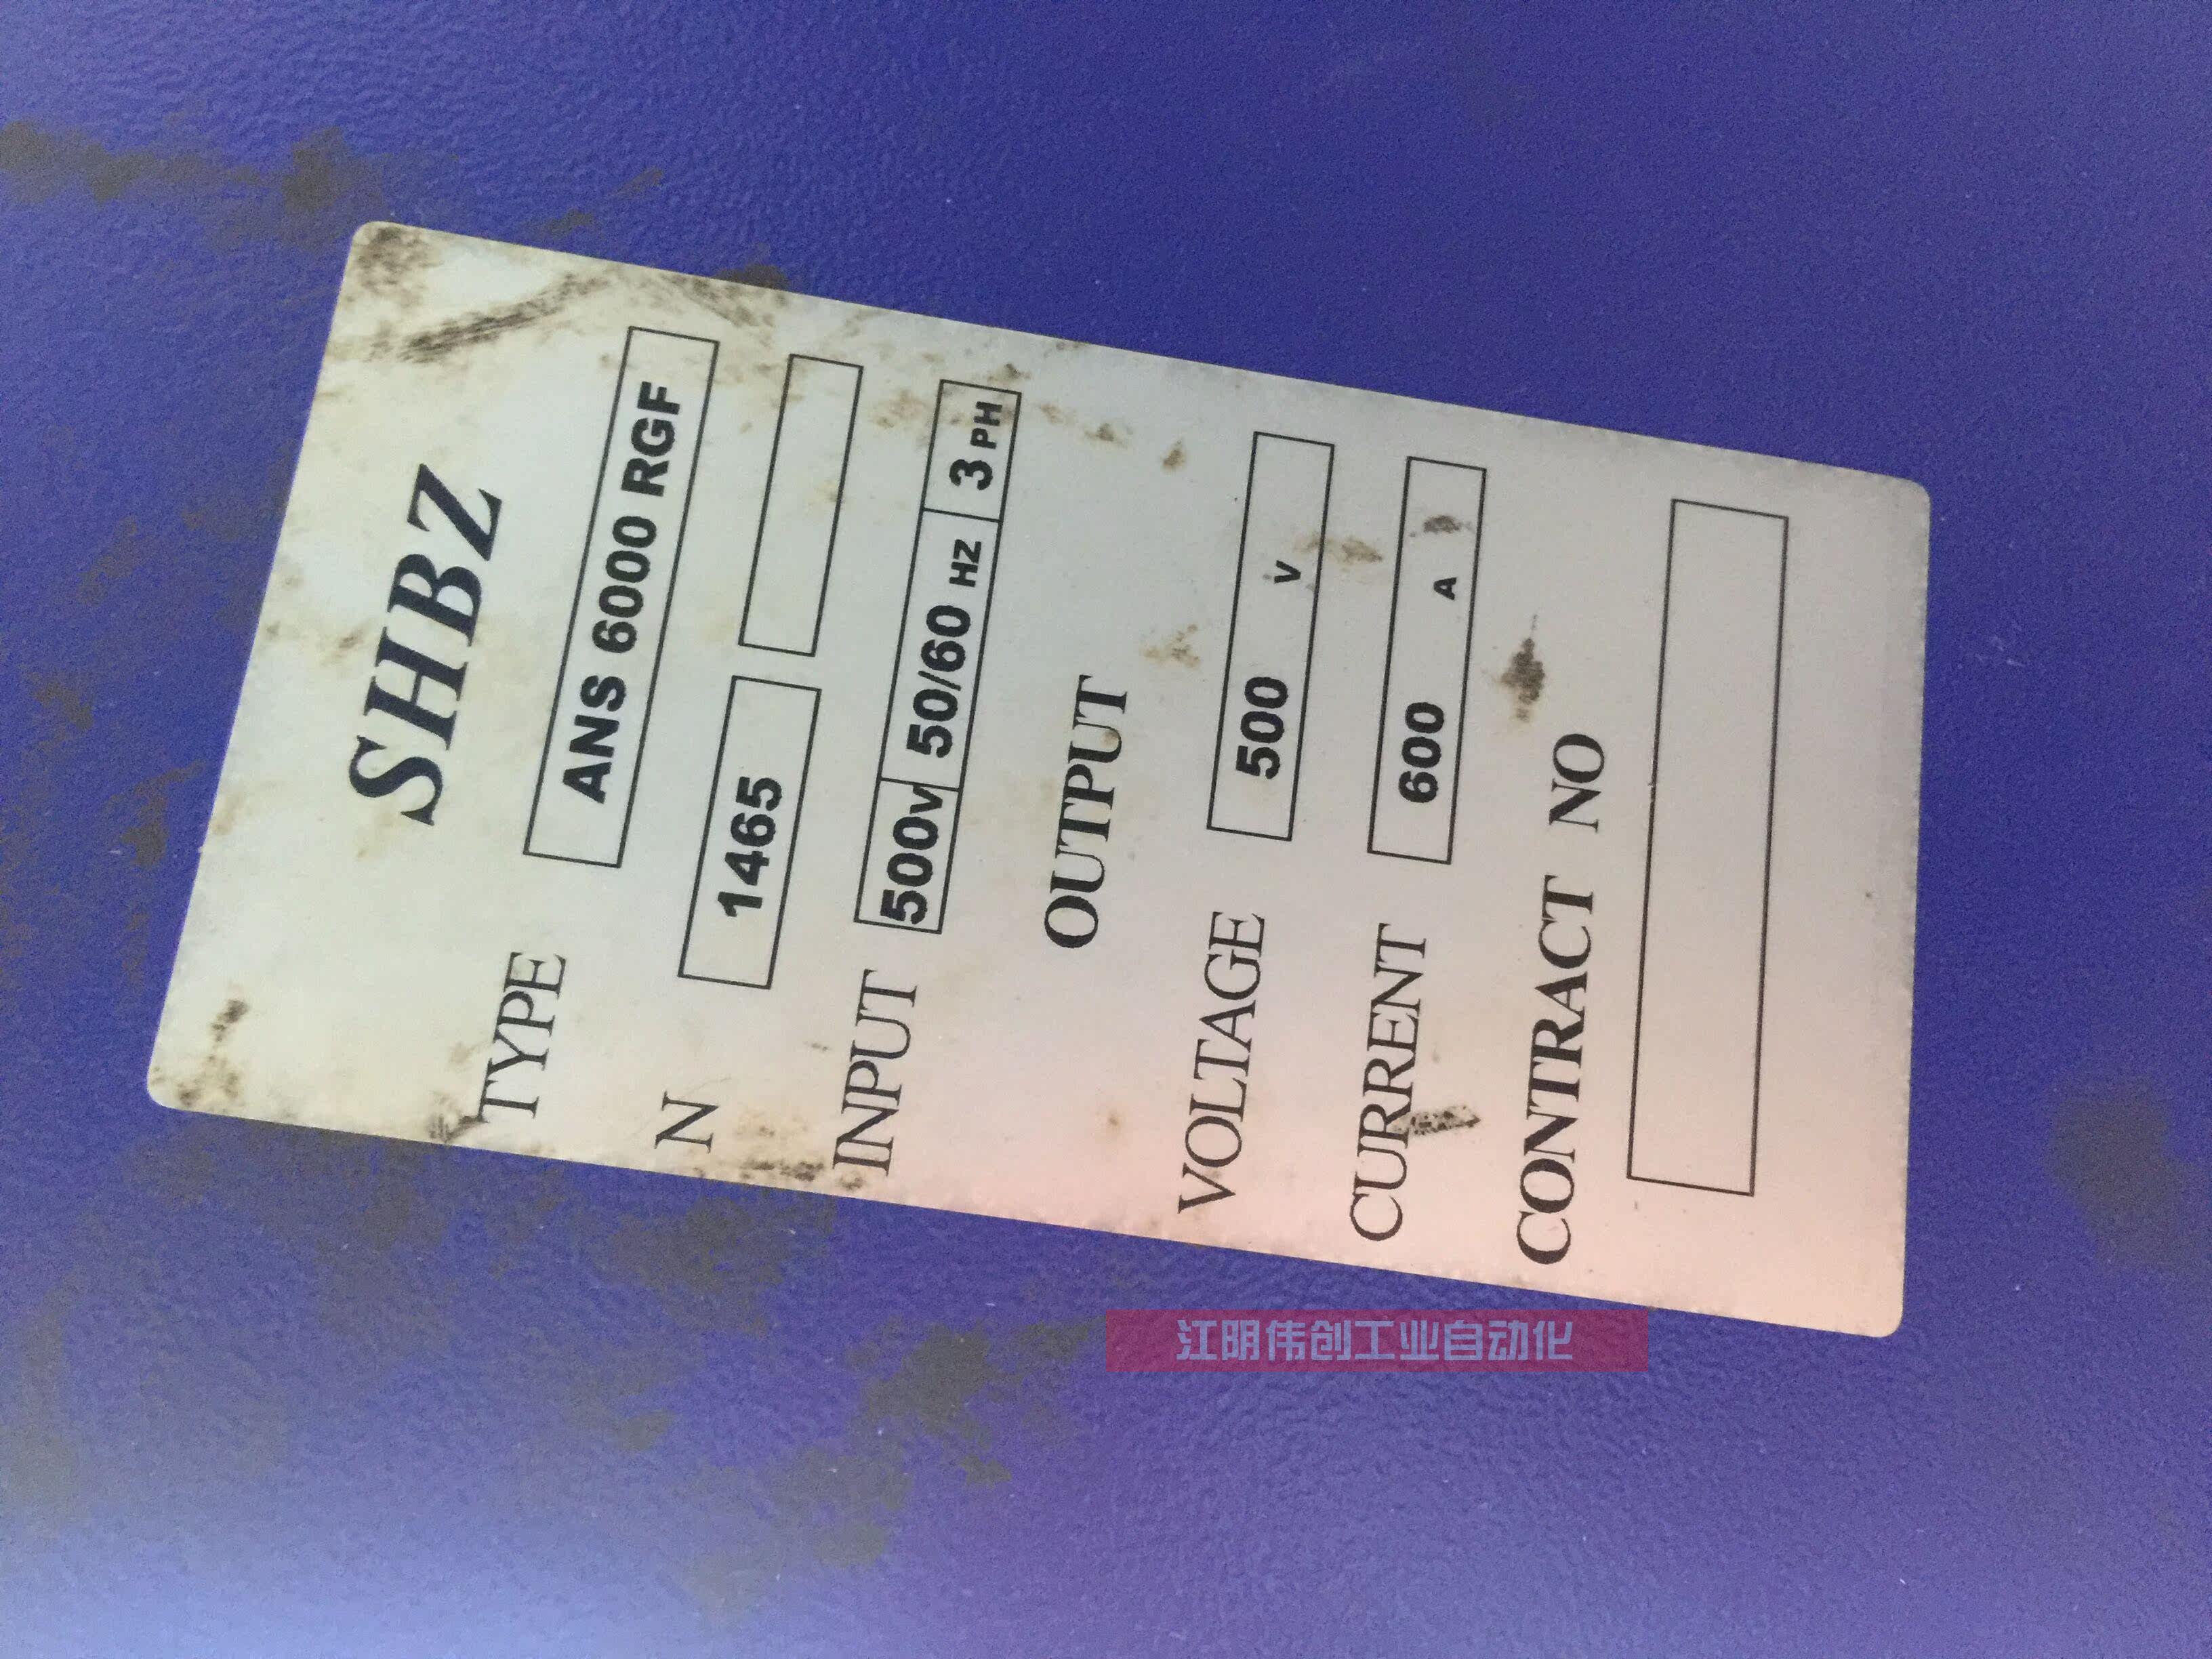 SHBZ
TYPE ANS 6000 RGF
N 1465
INPUT 500V 50/60 HZ 3 PH
OUTPUT
VOLTAGE 500 V
CURRENT 600 A
CONTRACT NO
江阴伟创工业自动化